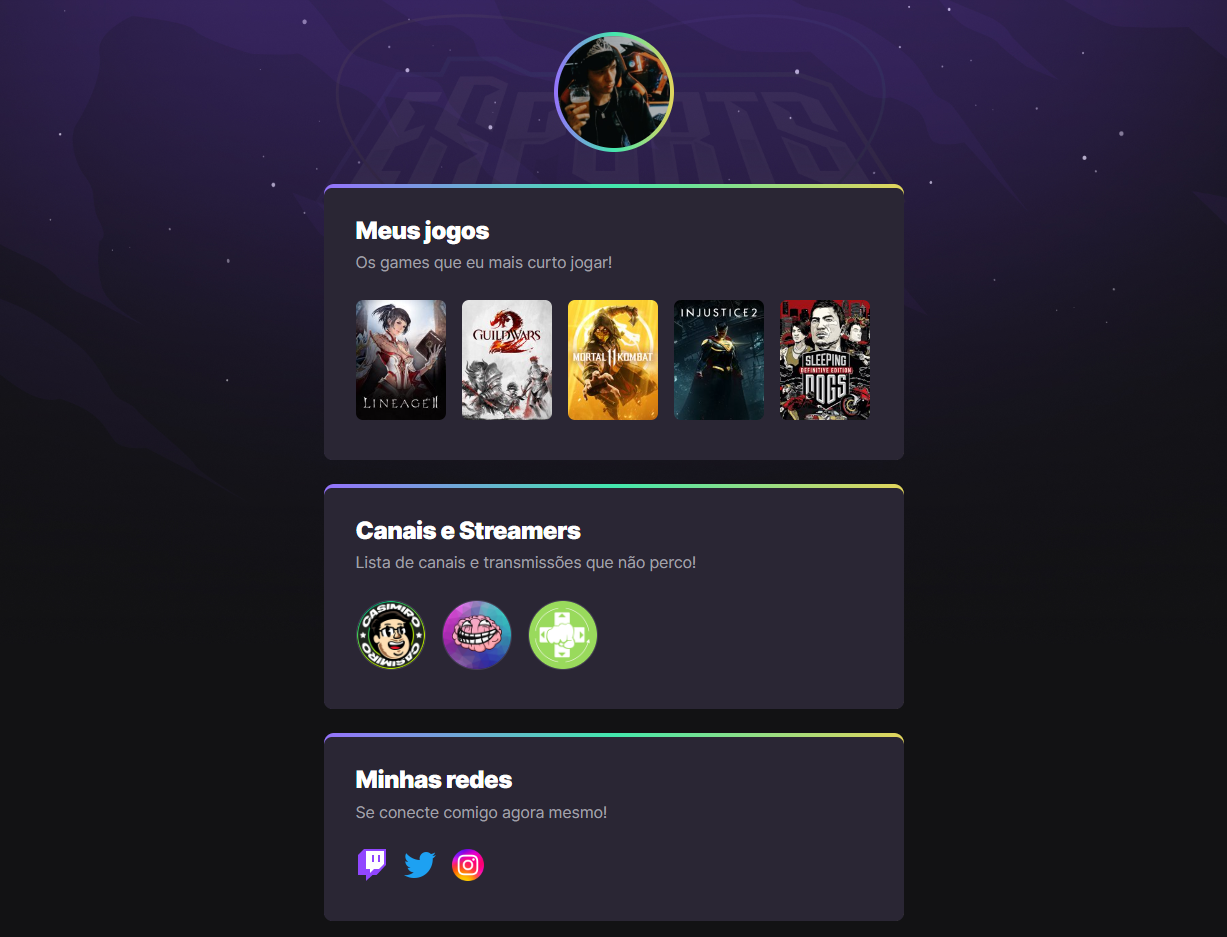 ESPORTS
Meus jogos
Os games que eu mais curto jogar!
LINEAGE II
GUILD WARS
2
MORTAL 11 KOMBAT
INJUSTICE 2
SLEEPING
DEFINITIVE EDITION
DOGS
Canais e Streamers
Lista de canais e transmissões que não perco!
CASIMIRO
CASIMIRO
Minhas redes
Se conecte comigo agora mesmo!